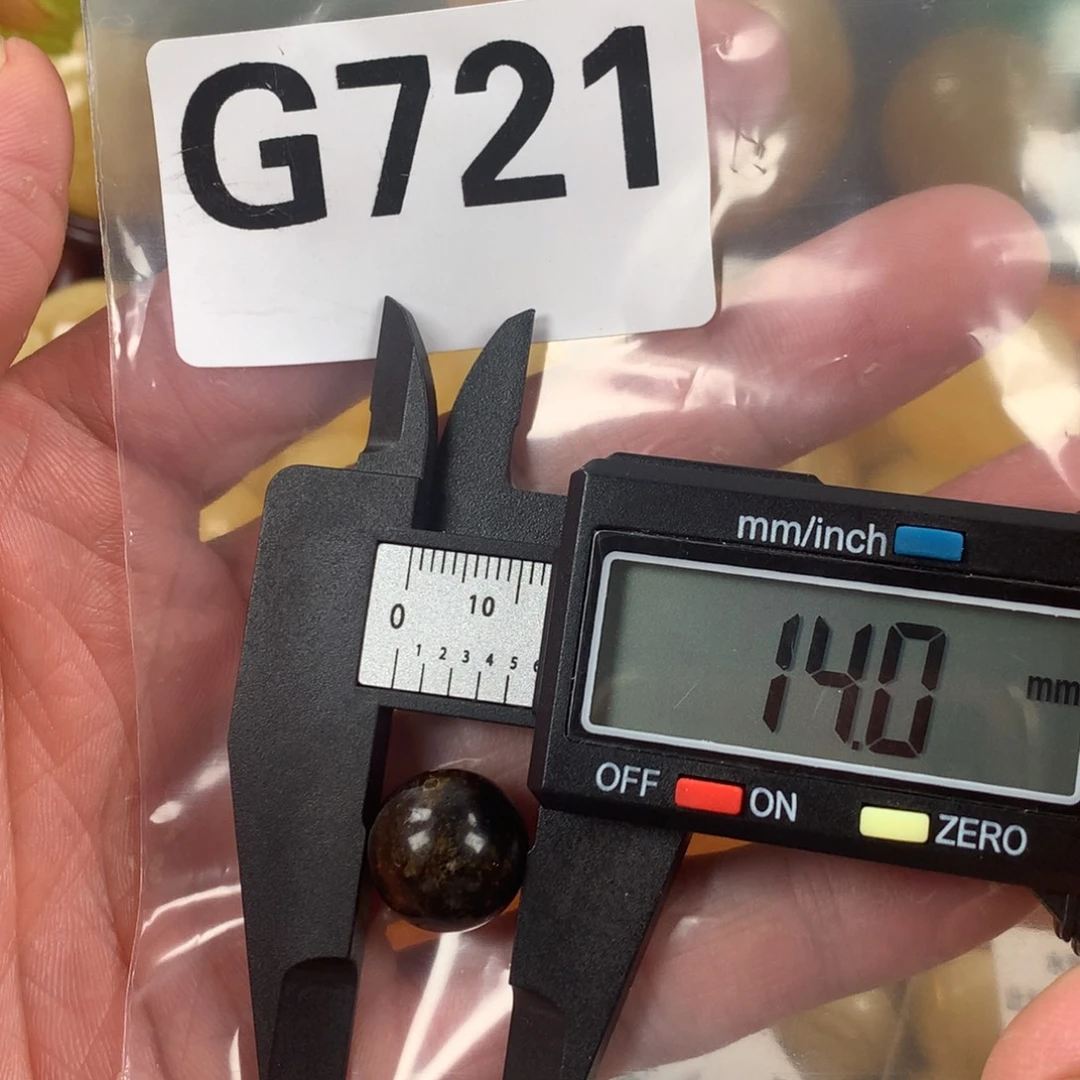 G721
mm/inch
0 10
1 2 3 4 5 6
14.0 mm
OFF ON ZERO